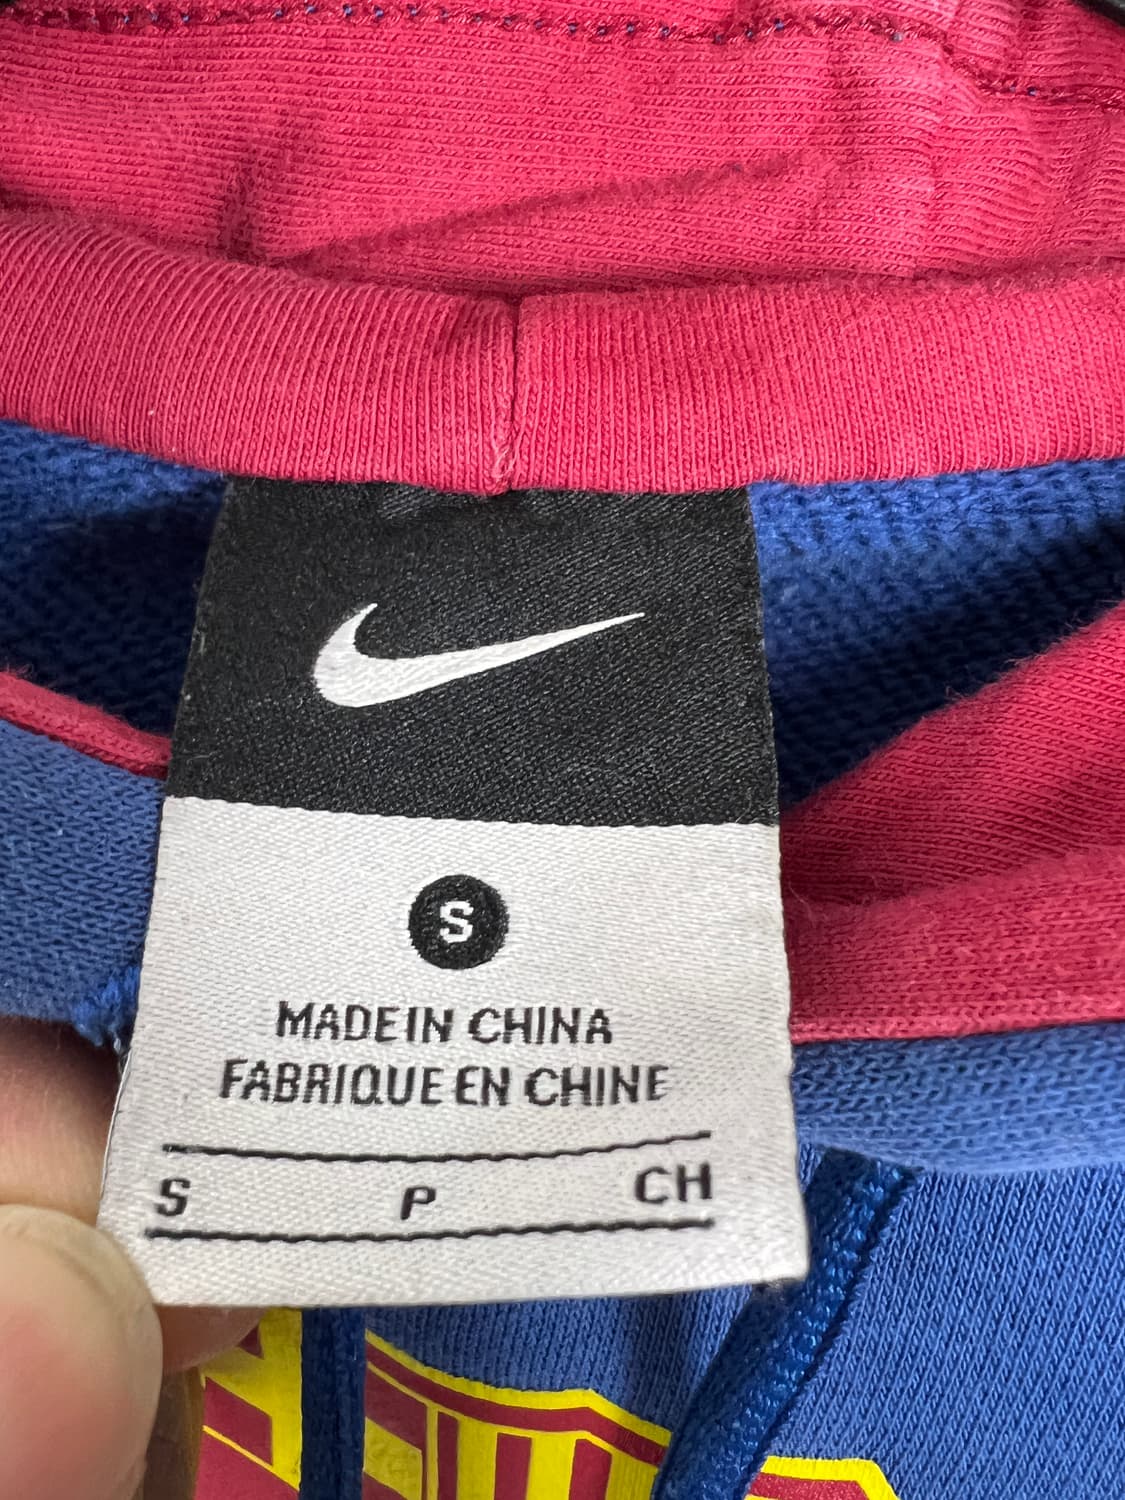 S
MADE IN CHINA
FABRIQUE EN CHINE
S P CH